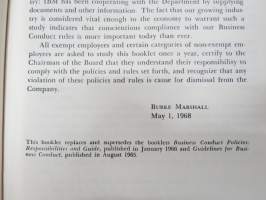 try: IBM has been cooperating with the Department by supplying
documents and other information. The fact that our growing indus-
try is considered vital enough to the economy to warrant such a
study indicates that conscientious compliance with our Business
Conduct rules is more important today than ever.
All exempt employees and certain categories of non-exempt em-
ployees are asked to study this booklet once a year, certify to the
Chairman of the Board that they understand their responsibility to
comply with the policies and rules set forth, and recognize that any
violation of these policies and rules is cause for dismissal from the
Company.
BURKE MARSHALL
May 1, 1968
This booklet replaces and supersedes the booklets Business Conduct Policies:
Responsibilities and Guide, published in January 1966 and Guidelines for Busi-
ness Conduct, published in August 1965.